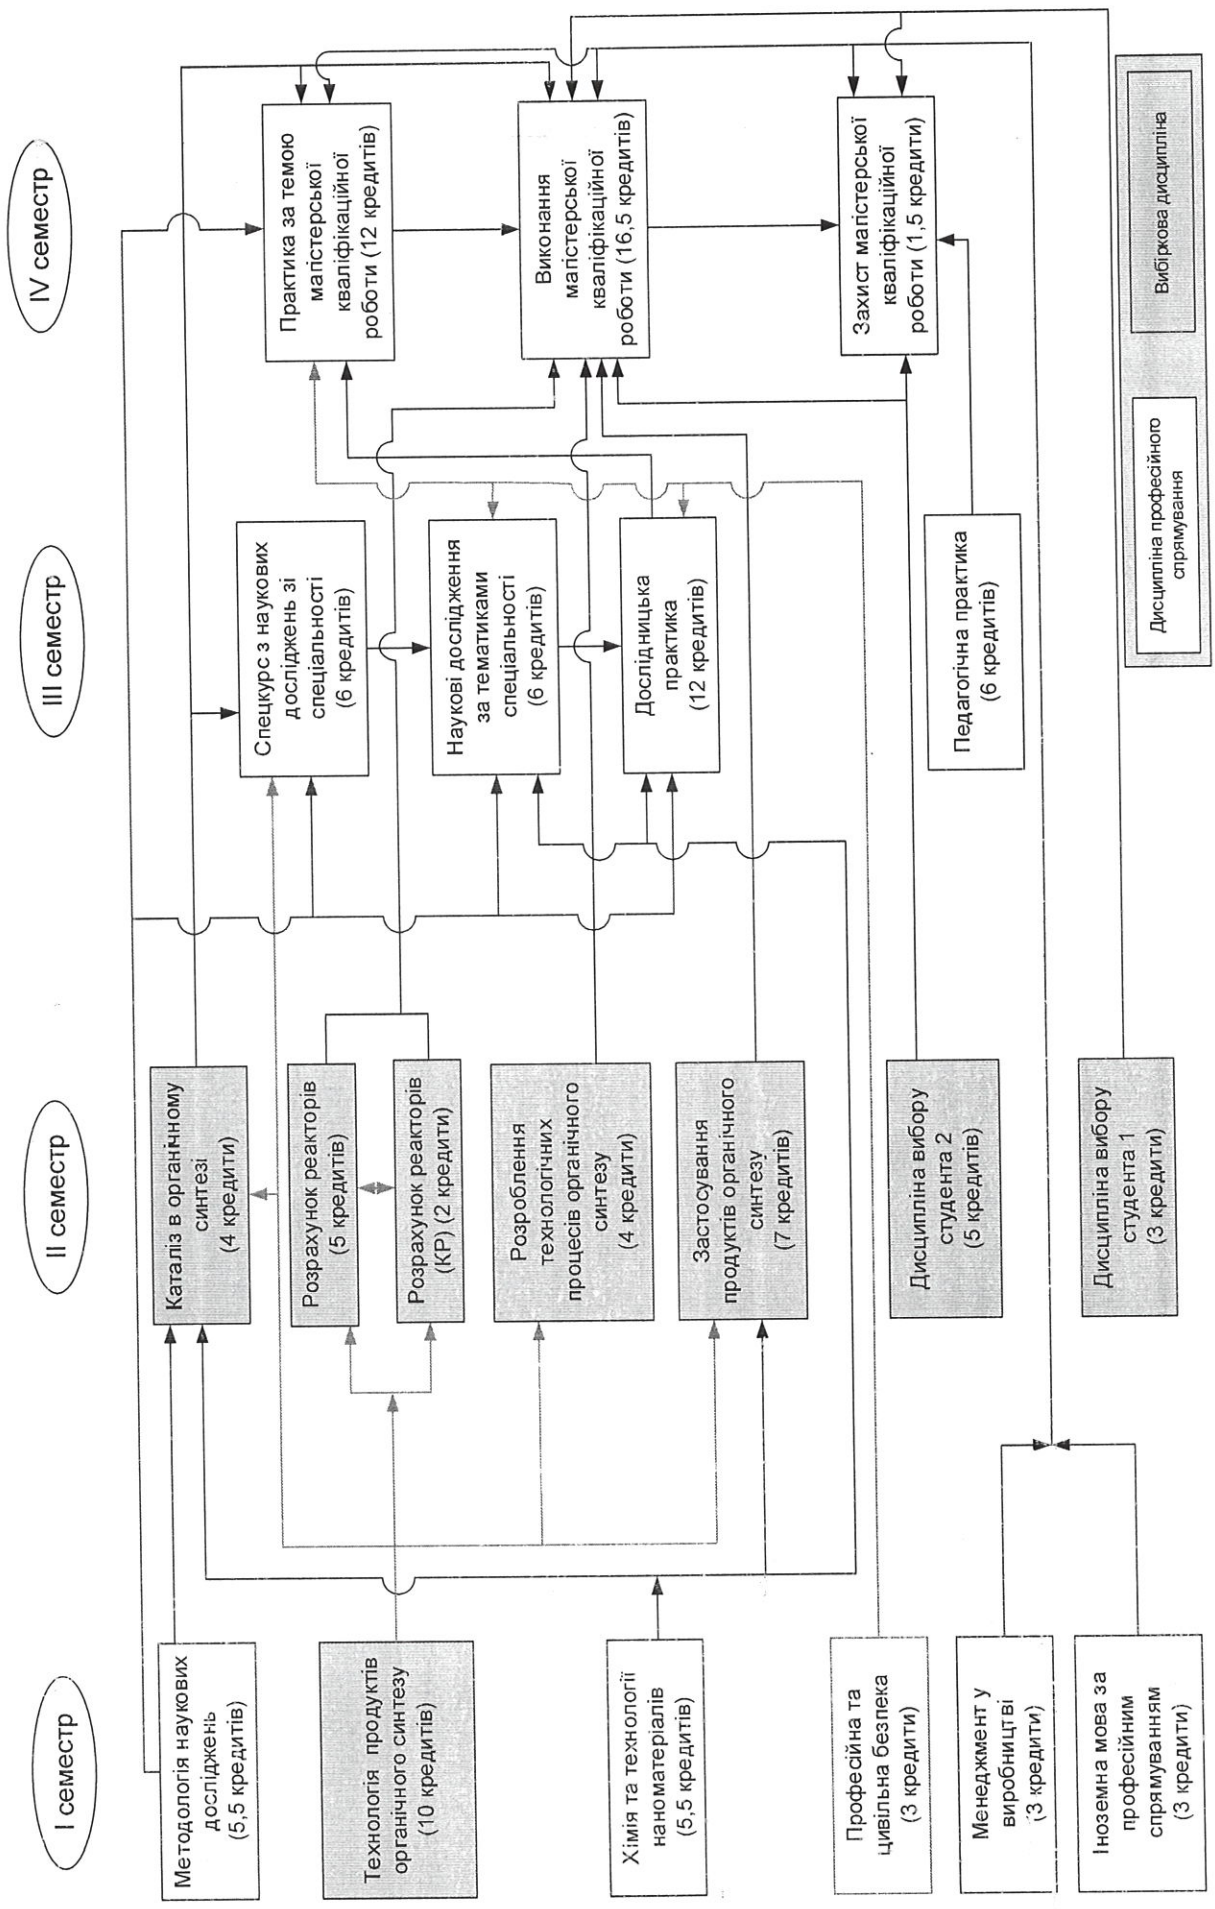 I семестр
II семестр
III семестр
IV семестр
Методологія наукових
досліджень
(5,5 кредитів)
Технологія продуктів
органічного синтезу
(10 кредитів)
Хімія та технології
наноматеріалів
(5,5 кредитів)
Професійна та
цивільна безпека
(3 кредити)
Менеджмент у
виробництві
(3 кредити)
Іноземна мова за
професійним
спрямуванням
(3 кредити)
Каталіз в органічному
синтезі
(4 кредити)
Розрахунок реакторів
(5 кредитів)
Розрахунок реакторів
(КР) (2 кредити)
Розроблення
технологічних
процесів органічного
синтезу
(4 кредити)
Застосування
продуктів органічного
синтезу
(7 кредитів)
Дисципліна вибору
студента 2
(5 кредитів)
Дисципліна вибору
студента 1
(3 кредити)
Спецкурс з наукових
досліджень зі
спеціальності
(6 кредитів)
Наукові дослідження
за тематиками
спеціальності
(6 кредитів)
Дослідницька
практика
(12 кредитів)
Педагогічна практика
(6 кредитів)
Практика за темою
магістерської
кваліфікаційної
роботи (12 кредитів)
Виконання
магістерської
кваліфікаційної
роботи (16,5 кредитів)
Захист магістерської
кваліфікаційної
роботи (1,5 кредити)
Дисципліна професійного
спрямування
Вибіркова дисципліна